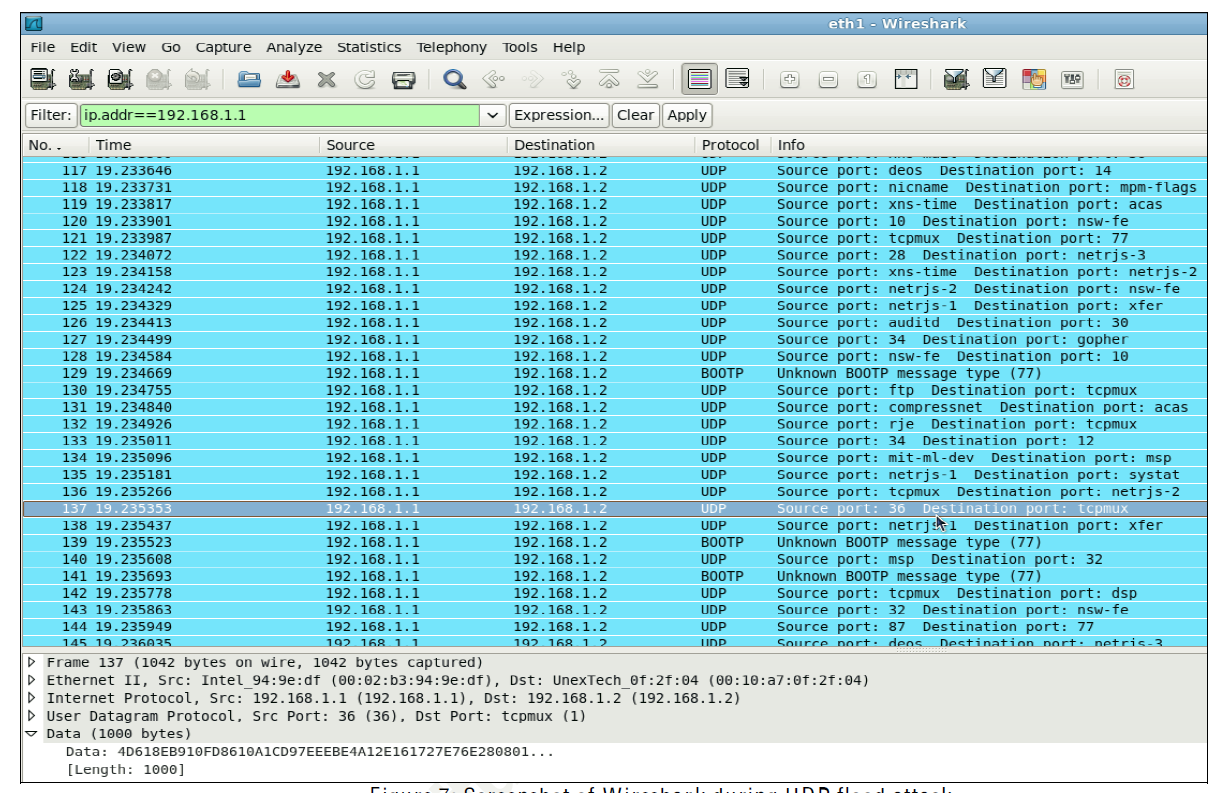 eth1 - Wireshark
File Edit View Go Capture Analyze Statistics Telephony Tools Help
Filter: ip.addr==192.168.1.1 Expression... Clear Apply
No. . Time Source Destination Protocol Info
117 19.233646 192.168.1.1 192.168.1.2 UDP Source port: deos Destination port: 14
118 19.233731 192.168.1.1 192.168.1.2 UDP Source port: nicname Destination port: mpm-flags
119 19.233817 192.168.1.1 192.168.1.2 UDP Source port: xns-time Destination port: acas
120 19.233901 192.168.1.1 192.168.1.2 UDP Source port: 10 Destination port: nsw-fe
121 19.233987 192.168.1.1 192.168.1.2 UDP Source port: tcpmux Destination port: 77
122 19.234072 192.168.1.1 192.168.1.2 UDP Source port: 28 Destination port: netrjs-3
123 19.234158 192.168.1.1 192.168.1.2 UDP Source port: xns-time Destination port: netrjs-2
124 19.234242 192.168.1.1 192.168.1.2 UDP Source port: netrjs-2 Destination port: nsw-fe
125 19.234329 192.168.1.1 192.168.1.2 UDP Source port: netrjs-1 Destination port: xfer
126 19.234413 192.168.1.1 192.168.1.2 UDP Source port: auditd Destination port: 30
127 19.234499 192.168.1.1 192.168.1.2 UDP Source port: 34 Destination port: gopher
128 19.234584 192.168.1.1 192.168.1.2 UDP Source port: nsw-fe Destination port: 10
129 19.234669 192.168.1.1 192.168.1.2 BOOTP Unknown BOOTP message type (77)
130 19.234755 192.168.1.1 192.168.1.2 UDP Source port: ftp Destination port: tcpmux
131 19.234840 192.168.1.1 192.168.1.2 UDP Source port: compressnet Destination port: acas
132 19.234926 192.168.1.1 192.168.1.2 UDP Source port: rje Destination port: tcpmux
133 19.235011 192.168.1.1 192.168.1.2 UDP Source port: 34 Destination port: 12
134 19.235096 192.168.1.1 192.168.1.2 UDP Source port: mit-ml-dev Destination port: msp
135 19.235181 192.168.1.1 192.168.1.2 UDP Source port: netrjs-1 Destination port: systat
136 19.235266 192.168.1.1 192.168.1.2 UDP Source port: tcpmux Destination port: netrjs-2
137 19.235353 192.168.1.1 192.168.1.2 UDP Source port: 36 Destination port: tcpmux
138 19.235437 192.168.1.1 192.168.1.2 UDP Source port: netrjs-1 Destination port: xfer
139 19.235523 192.168.1.1 192.168.1.2 BOOTP Unknown BOOTP message type (77)
140 19.235608 192.168.1.1 192.168.1.2 UDP Source port: msp Destination port: 32
141 19.235693 192.168.1.1 192.168.1.2 BOOTP Unknown BOOTP message type (77)
142 19.235778 192.168.1.1 192.168.1.2 UDP Source port: tcpmux Destination port: dsp
143 19.235863 192.168.1.1 192.168.1.2 UDP Source port: 32 Destination port: nsw-fe
144 19.235949 192.168.1.1 192.168.1.2 UDP Source port: 87 Destination port: 77
145 19.236035 192.168.1.1 192.168.1.2 UDP Source port: deos Destination port: netrjs-3
Frame 137 (1042 bytes on wire, 1042 bytes captured)
Ethernet II, Src: Intel_94:9e:df (00:02:b3:94:9e:df), Dst: UnexTech_0f:2f:04 (00:10:a7:0f:2f:04)
Internet Protocol, Src: 192.168.1.1 (192.168.1.1), Dst: 192.168.1.2 (192.168.1.2)
User Datagram Protocol, Src Port: 36 (36), Dst Port: tcpmux (1)
Data (1000 bytes)
Data: 4D618EB910FD8610A1CD97EEEBE4A12E161727E76E280801...
[Length: 1000]
Figure 7: Screenshot of Wireshark during UDP flood attack